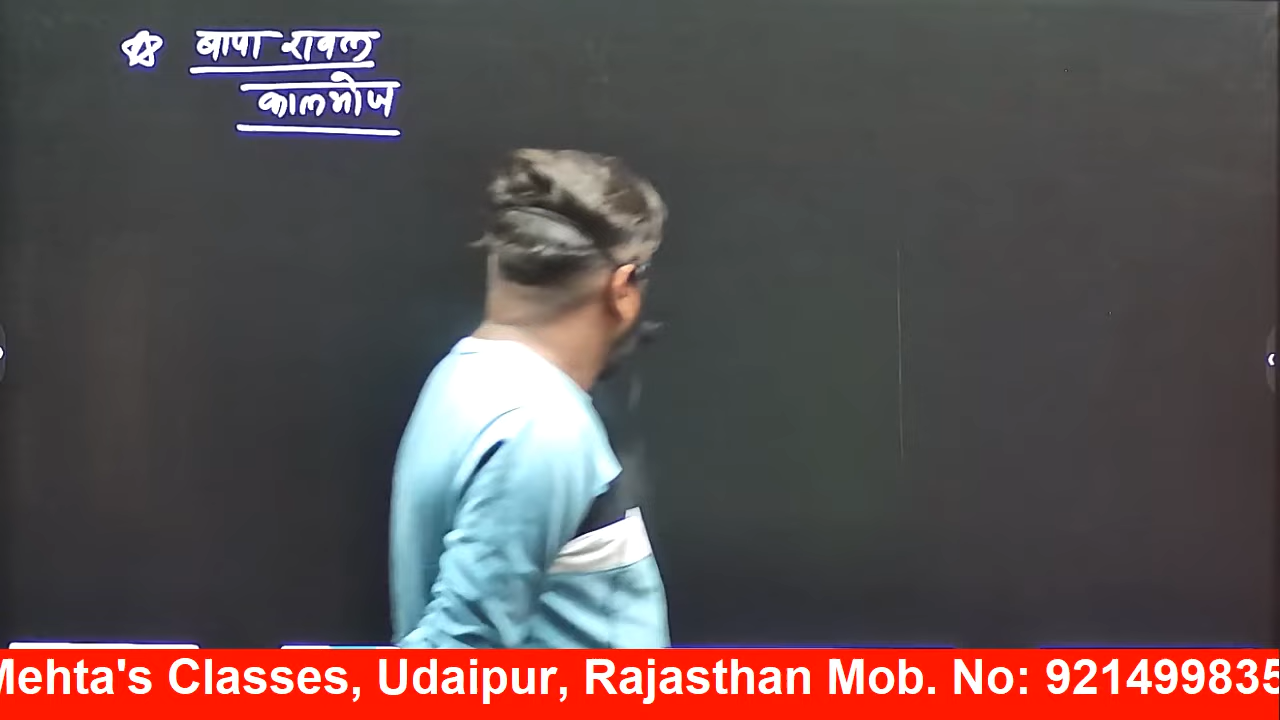 बापा रावल
कालभोज
Mehta's Classes, Udaipur, Rajasthan Mob. No: 921499835